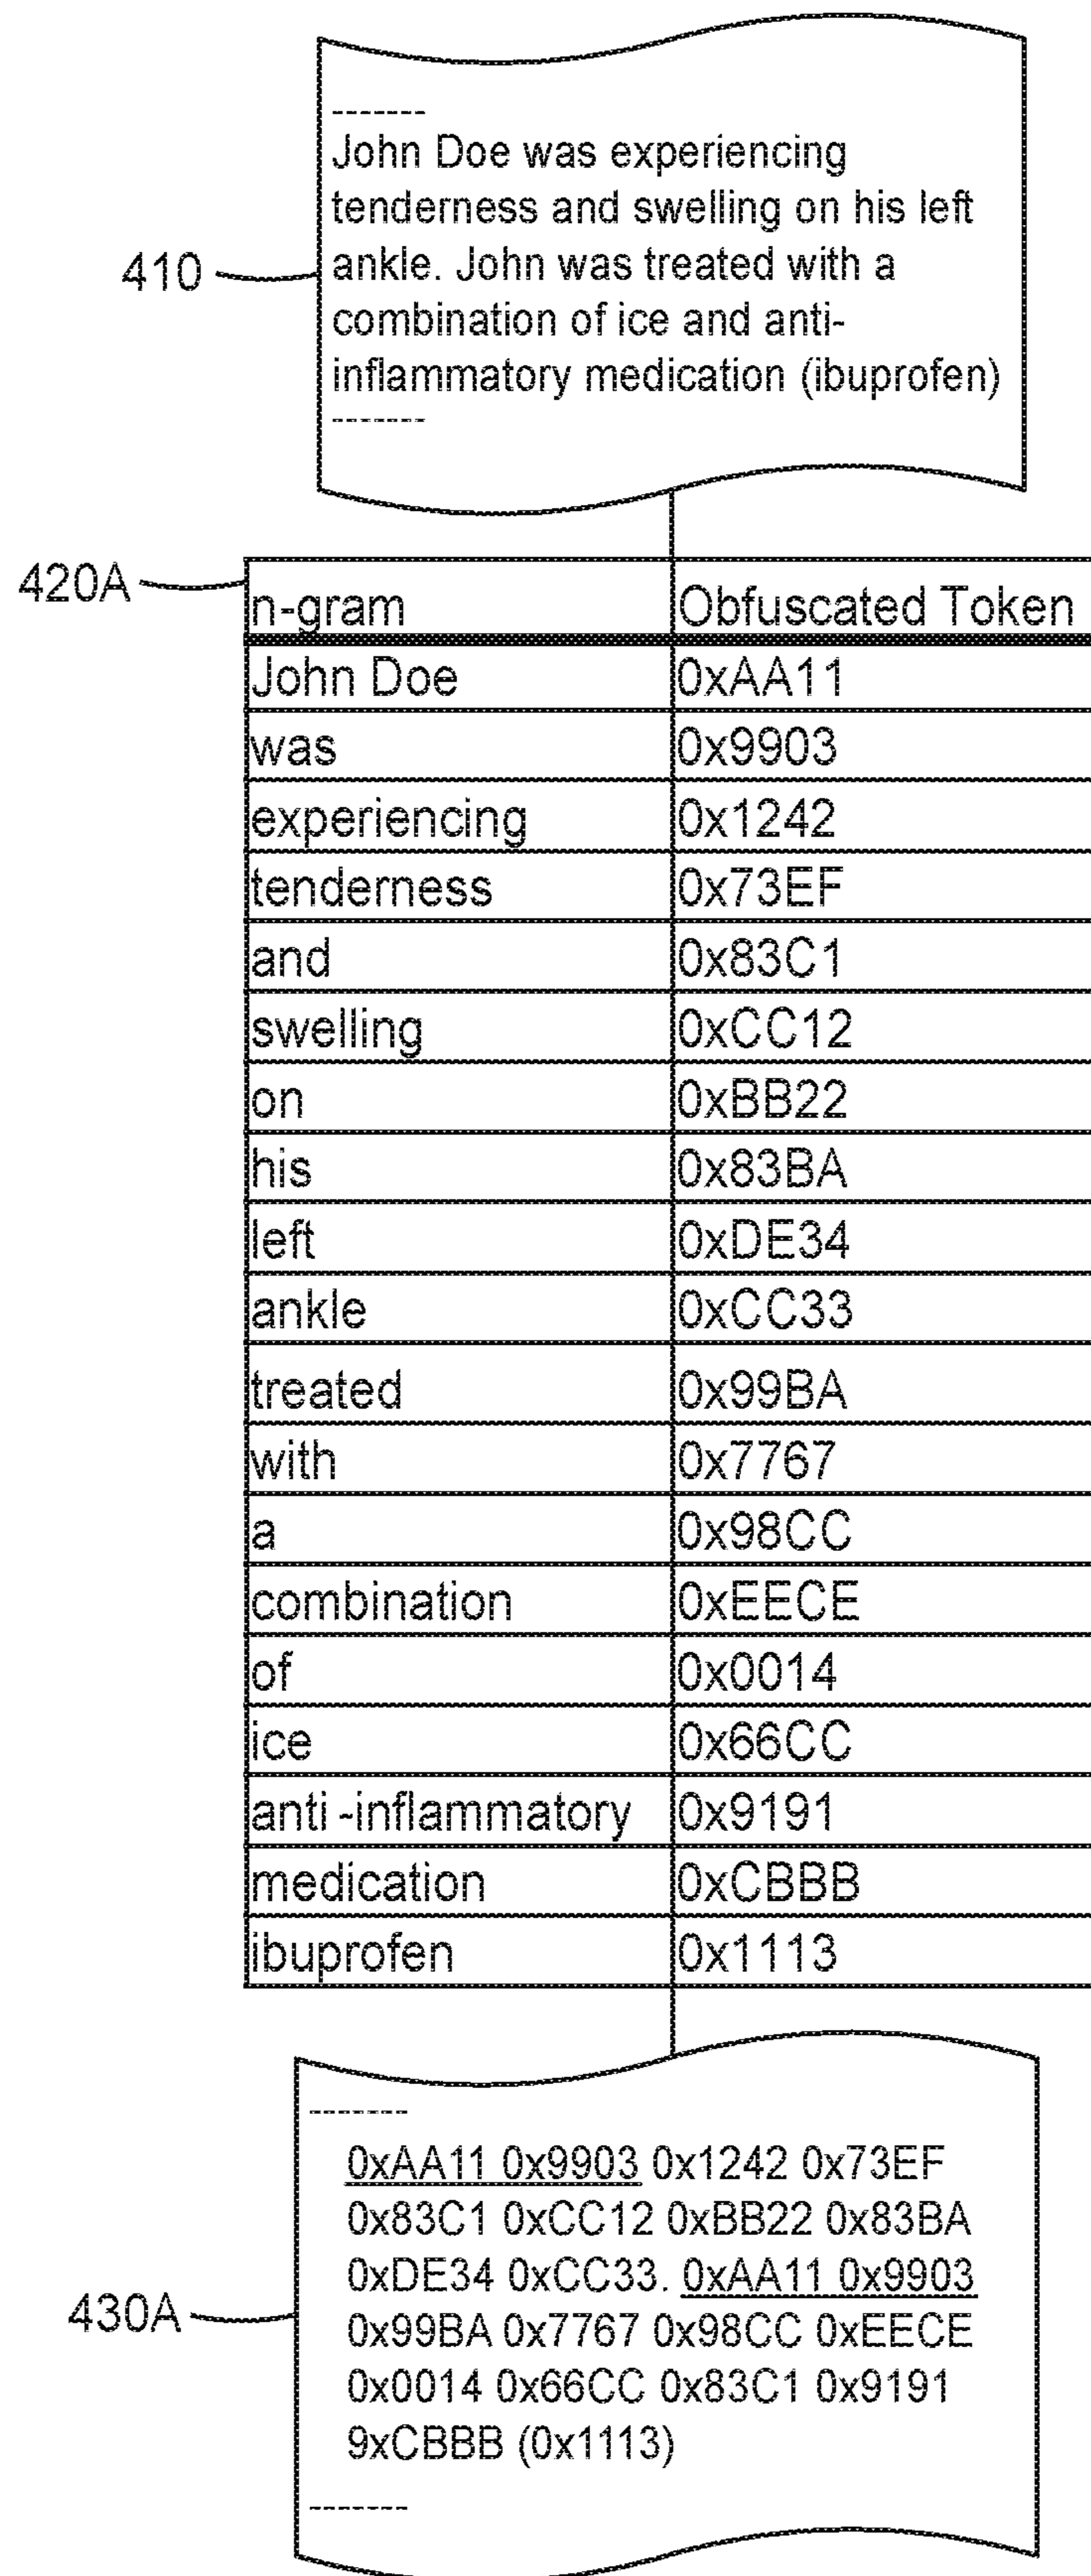 -------
John Doe was experiencing
tenderness and swelling on his left
ankle. John was treated with a
combination of ice and anti-
inflammatory medication (ibuprofen)
-------
410
420A
n-gram Obfuscated Token
John Doe 0xAA11
was 0x9903
experiencing 0x1242
tenderness 0x73EF
and 0x83C1
swelling 0xCC12
on 0xBB22
his 0x83BA
left 0xDE34
ankle 0xCC33
treated 0x99BA
with 0x7767
a 0x98CC
combination 0xEECE
of 0x0014
ice 0x66CC
anti-inflammatory 0x9191
medication 0xCBBB
ibuprofen 0x1113
-------
0xAA11 0x9903 0x1242 0x73EF
0x83C1 0xCC12 0xBB22 0x83BA
0xDE34 0xCC33. 0xAA11 0x9903
0x99BA 0x7767 0x98CC 0xEECE
0x0014 0x66CC 0x83C1 0x9191
9xCBBB (0x1113)
-------
430A